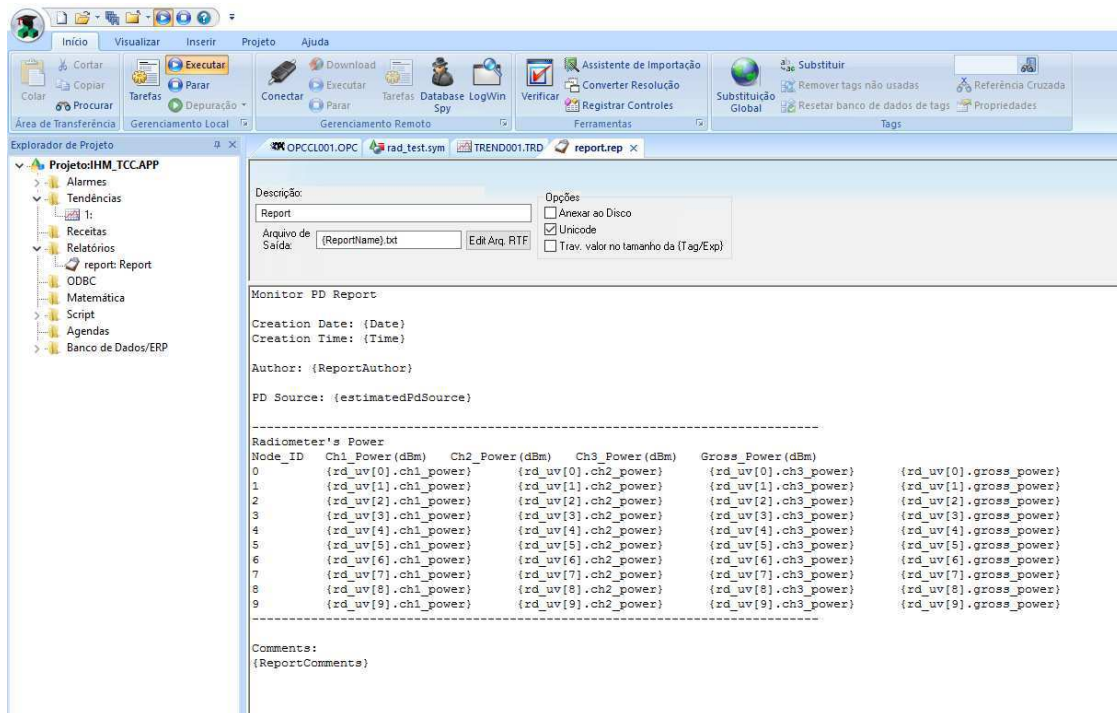 Início Visualizar Inserir Projeto Ajuda
Colar
Cortar
Copiar
Procurar
Área de Transferência
Tarefas
Executar
Parar
Depuração
Gerenciamento Local
Conectar
Download
Executar
Parar
Tarefas
Database Spy
LogWin
Gerenciamento Remoto
Verificar
Assistente de Importação
Converter Resolução
Registrar Controles
Ferramentas
Substituição Global
Substituir
Remover tags não usadas
Resetar banco de dados de tags
Referência Cruzada
Propriedades
Tags
Explorador de Projeto
Projeto:IHM_TCC.APP
Alarmes
Tendências
1:
Receitas
Relatórios
report: Report
ODBC
Matemática
Script
Agendas
Banco de Dados/ERP
OPCCL001.OPC rad_test.sym TREND001.TRD report.rep
Descrição:
Report
Arquivo de Saída: {ReportName}.txt Edit Arq. RTF
Opções
Anexar ao Disco
Unicode
Trav. valor no tamanho da {Tag/Exp}
Monitor PD Report
Creation Date: {Date}
Creation Time: {Time}
Author: {ReportAuthor}
PD Source: {estimatedPdSource}
Radiometer's Power
Node_ID Ch1_Power(dBm) Ch2_Power(dBm) Ch3_Power(dBm) Gross_Power(dBm)
0 {rd_uv[0].ch1_power} {rd_uv[0].ch2_power} {rd_uv[0].ch3_power} {rd_uv[0].gross_power}
1 {rd_uv[1].ch1_power} {rd_uv[1].ch2_power} {rd_uv[1].ch3_power} {rd_uv[1].gross_power}
2 {rd_uv[2].ch1_power} {rd_uv[2].ch2_power} {rd_uv[2].ch3_power} {rd_uv[2].gross_power}
3 {rd_uv[3].ch1_power} {rd_uv[3].ch2_power} {rd_uv[3].ch3_power} {rd_uv[3].gross_power}
4 {rd_uv[4].ch1_power} {rd_uv[4].ch2_power} {rd_uv[4].ch3_power} {rd_uv[4].gross_power}
5 {rd_uv[5].ch1_power} {rd_uv[5].ch2_power} {rd_uv[5].ch3_power} {rd_uv[5].gross_power}
6 {rd_uv[6].ch1_power} {rd_uv[6].ch2_power} {rd_uv[6].ch3_power} {rd_uv[6].gross_power}
7 {rd_uv[7].ch1_power} {rd_uv[7].ch2_power} {rd_uv[7].ch3_power} {rd_uv[7].gross_power}
8 {rd_uv[8].ch1_power} {rd_uv[8].ch2_power} {rd_uv[8].ch3_power} {rd_uv[8].gross_power}
9 {rd_uv[9].ch1_power} {rd_uv[9].ch2_power} {rd_uv[9].ch3_power} {rd_uv[9].gross_power}
Comments:
{ReportComments}